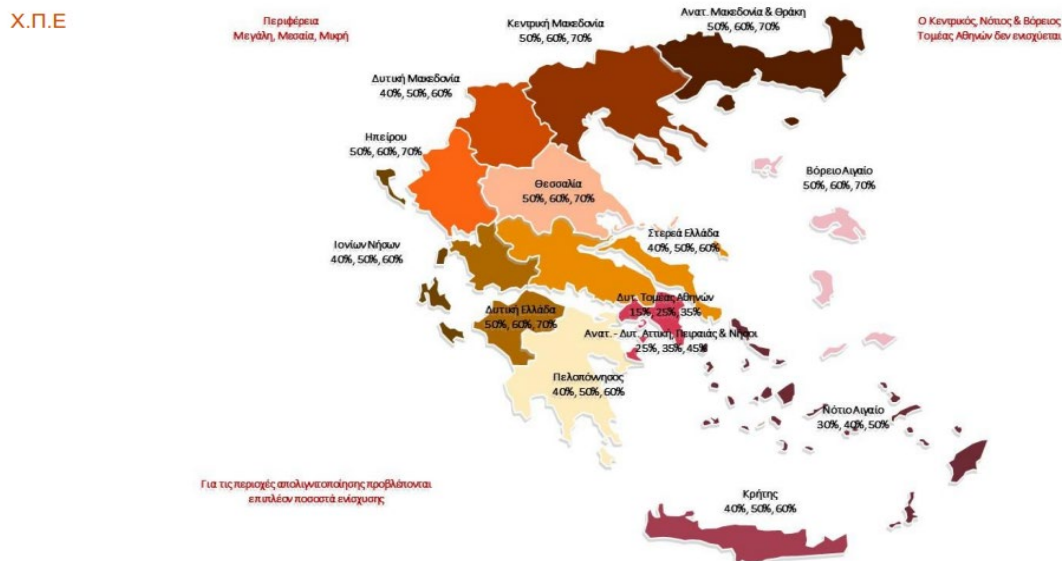 Χ.Π.Ε
Περιφέρεια
Μεγάλη, Μεσαία, Μικρή
Κεντρική Μακεδονία
50%, 60%, 70%
Ανατ. Μακεδονία & Θράκη
50%, 60%, 70%
Ο Κεντρικός, Νότιος & Βόρειος
Τομέας Αθηνών δεν ενισχύεται
Δυτική Μακεδονία
40%, 50%, 60%
Ηπείρου
50%, 60%, 70%
Θεσσαλία
50%, 60%, 70%
Βόρειο Αιγαίο
50%, 60%, 70%
Ιονίων Νήσων
40%, 50%, 60%
Στερεά Ελλάδα
40%, 50%, 60%
Δυτ. Τομέας Αθηνών
15%, 25%, 35%
Δυτική Ελλάδα
50%, 60%, 70%
Ανατ. - Δυτ. Αττική, Πειραιάς & Νήσοι
25%, 35%, 45%
Πελοπόννησος
40%, 50%, 60%
Νότιο Αιγαίο
30%, 40%, 50%
Για τις περιοχές απολιγνιτοποίησης προβλέπονται
επιπλέον ποσοστά ενίσχυσης
Κρήτης
40%, 50%, 60%